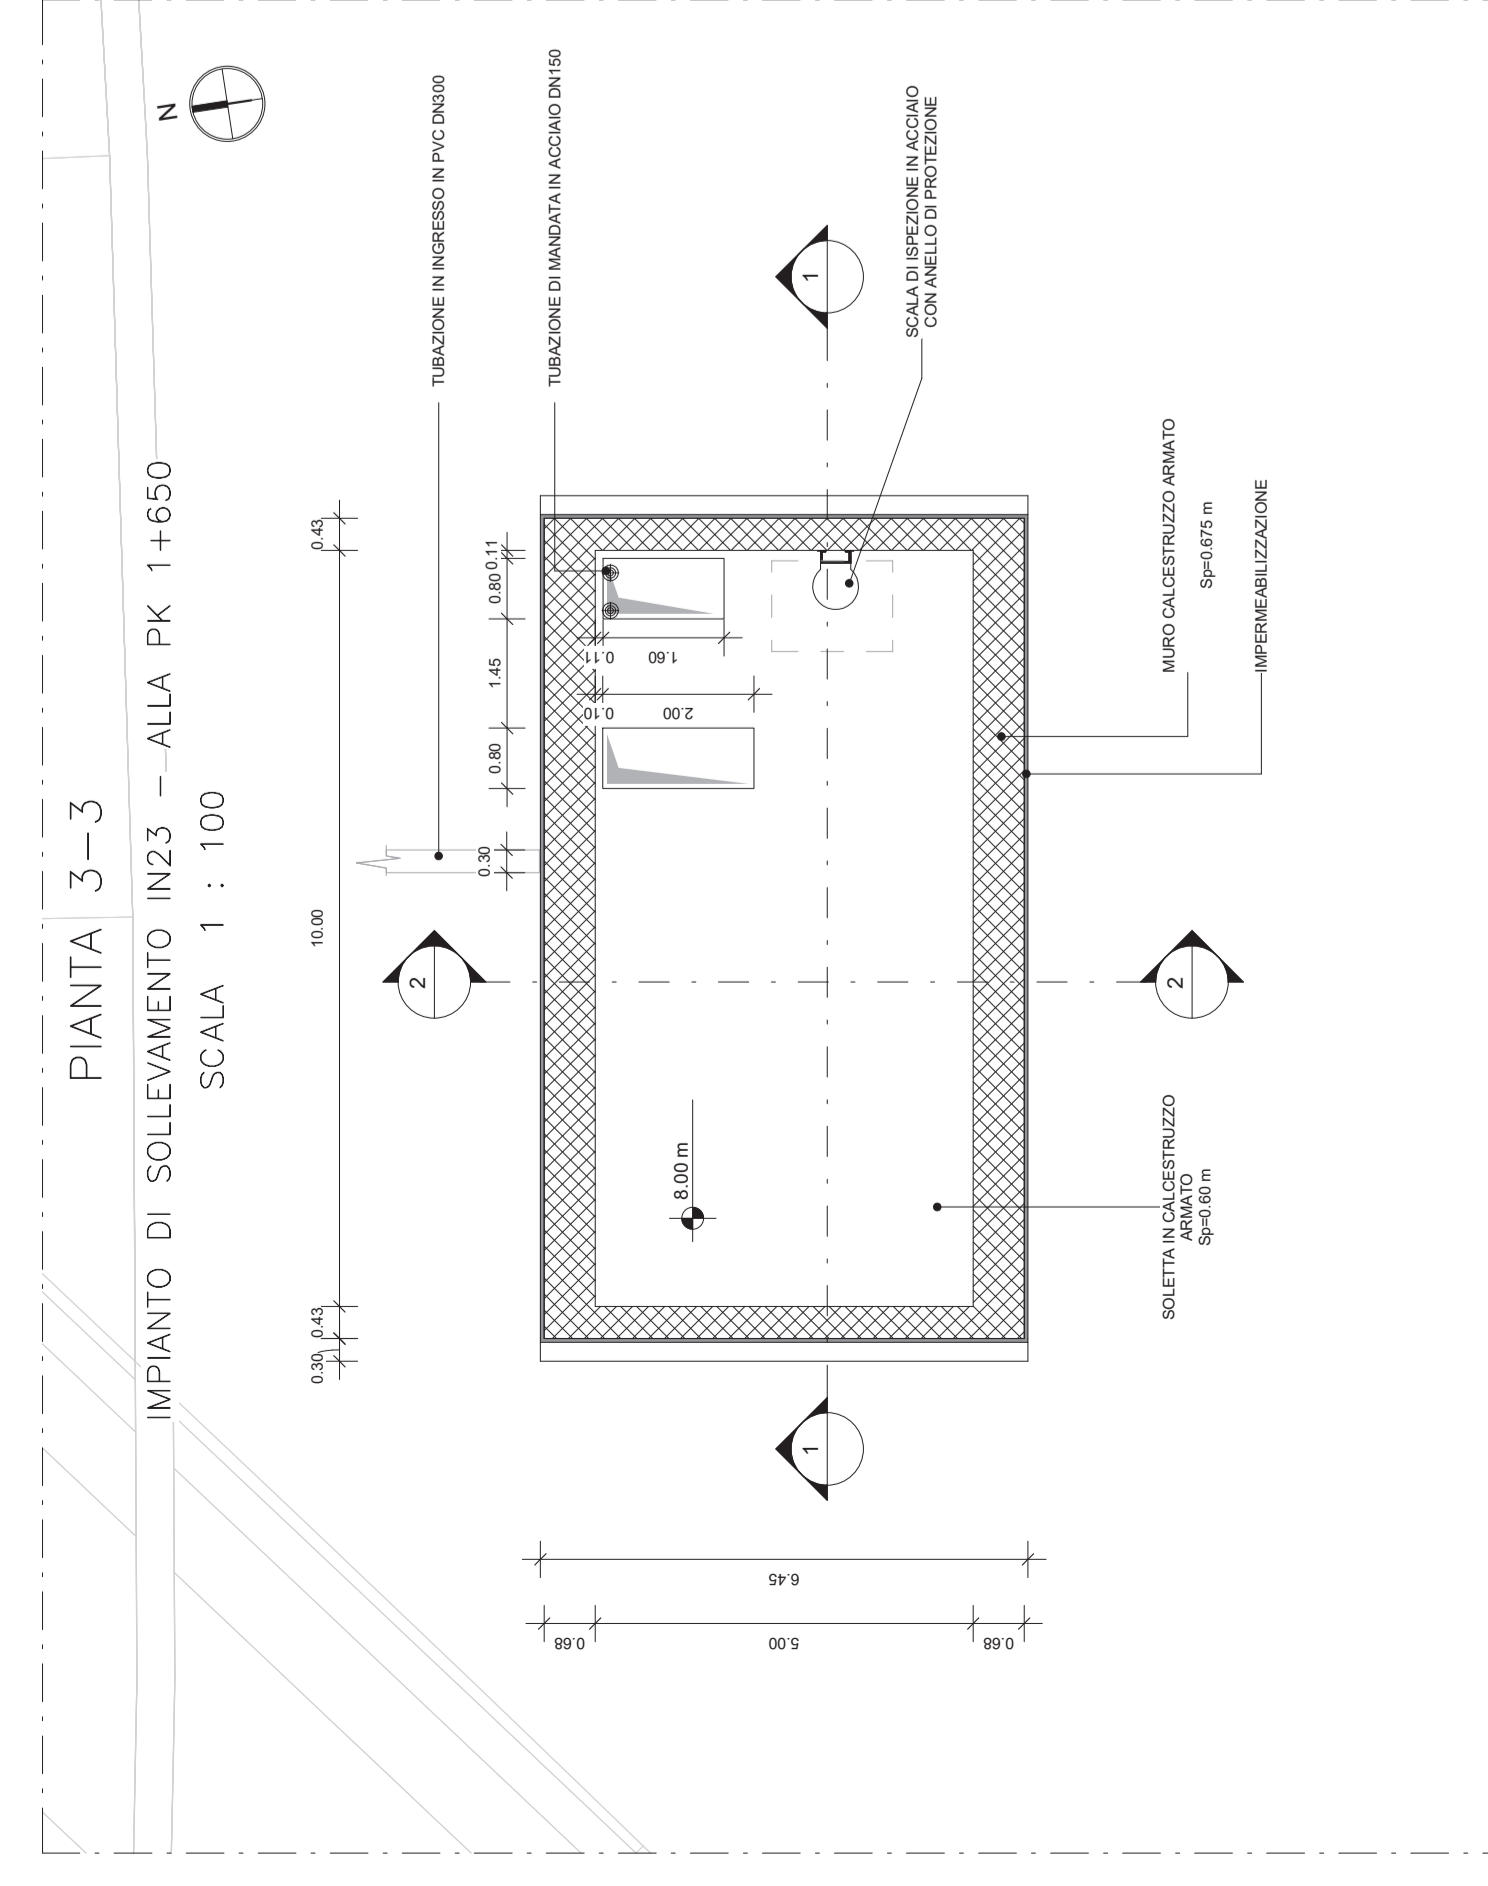 PIANTA 3-3
IMPIANTO DI SOLLEVAMENTO IN23 - ALLA PK 1+650
SCALA 1 : 100
N
0.30
0.43
10.00
0.43
TUBAZIONE IN INGRESSO IN PVC DN300
TUBAZIONE DI MANDATA IN ACCIAIO DN150
0.30
0.80
1.45
0.80
0.11
0.10
2.00
0.11
1.60
2
2
1
1
8.00 m
SCALA DI ISPEZIONE IN ACCIAIO
CON ANELLO DI PROTEZIONE
6.45
0.68
5.00
0.68
SOLETTA IN CALCESTRUZZO
ARMATO
Sp=0.60 m
MURO CALCESTRUZZO ARMATO
Sp=0.675 m
IMPERMEABILIZZAZIONE